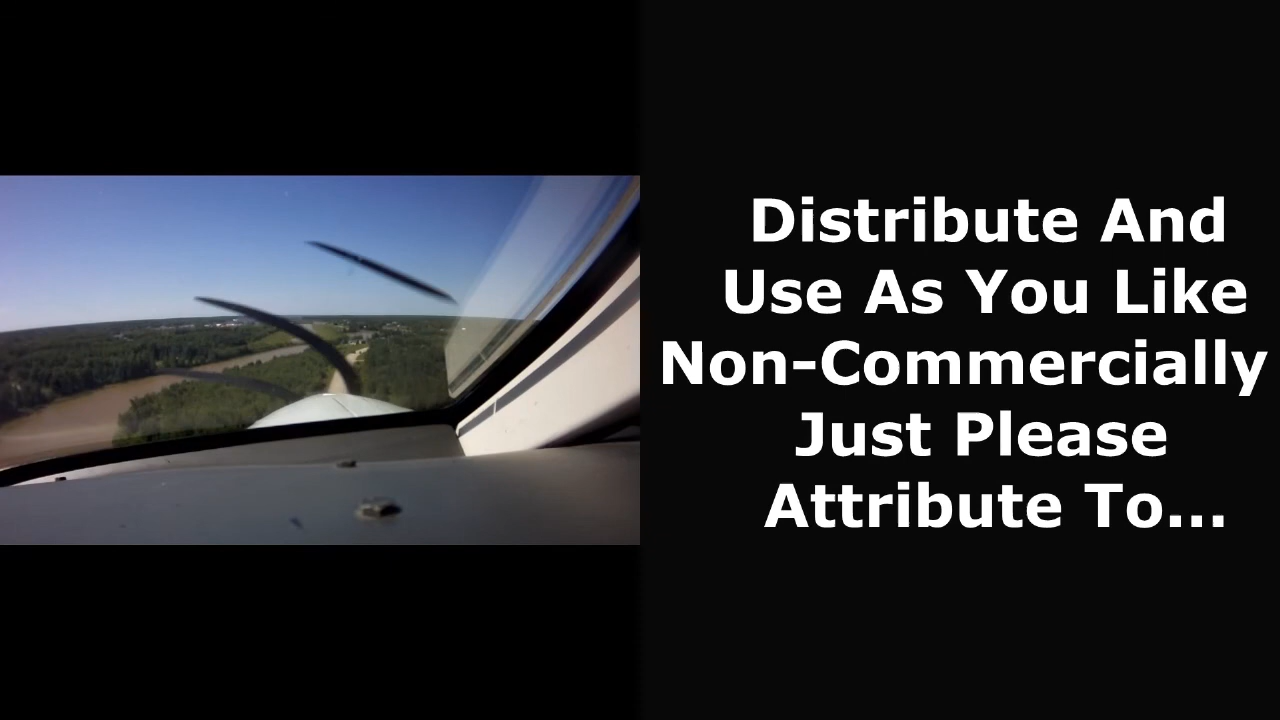 Distribute And
Use As You Like
Non-Commercially
Just Please
Attribute To...